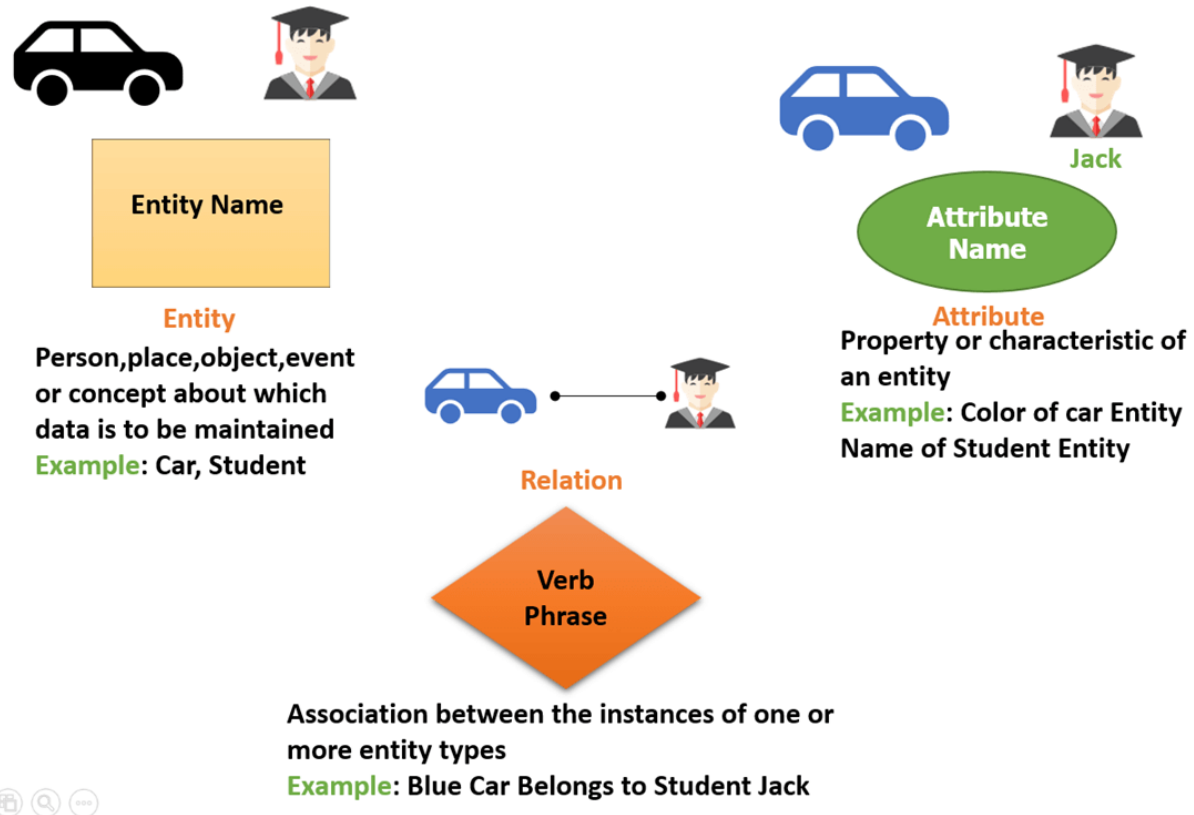 Entity Name
Entity
Person,place,object,event
or concept about which
data is to be maintained
Example: Car, Student
Jack
Attribute
Name
Attribute
Property or characteristic of
an entity
Example: Color of car Entity
Name of Student Entity
Relation
Verb
Phrase
Association between the instances of one or
more entity types
Example: Blue Car Belongs to Student Jack